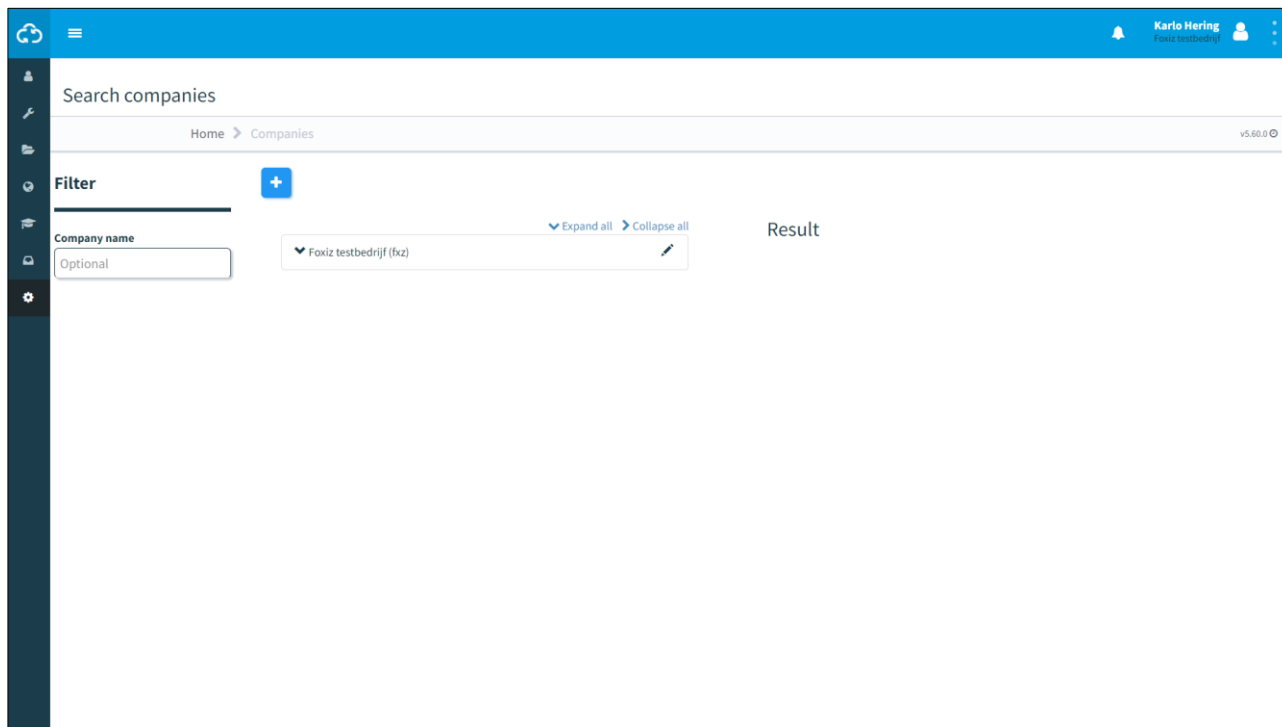 Karlo Hering
Foxiz testbedrijf
Search companies
Home Companies
v5.60.0
Filter
Expand all Collapse all
Result
Company name
Foxiz testbedrijf (fxz)
Optional